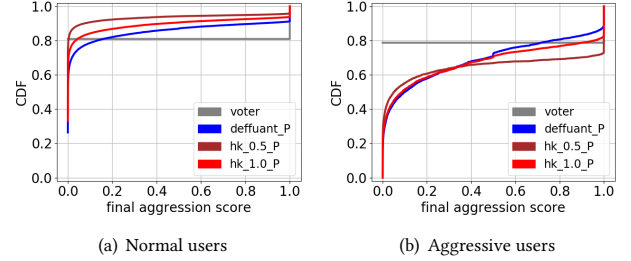 1.0
0.8
0.6
0.4
0.2
0.0
CDF
voter
deffuant_P
hk_0.5_P
hk_1.0_P
0.0 0.2 0.4 0.6 0.8 1.0
final aggression score
(a) Normal users
1.0
0.8
0.6
0.4
0.2
0.0
CDF
voter
deffuant_P
hk_0.5_P
hk_1.0_P
0.0 0.2 0.4 0.6 0.8 1.0
final aggression score
(b) Aggressive users